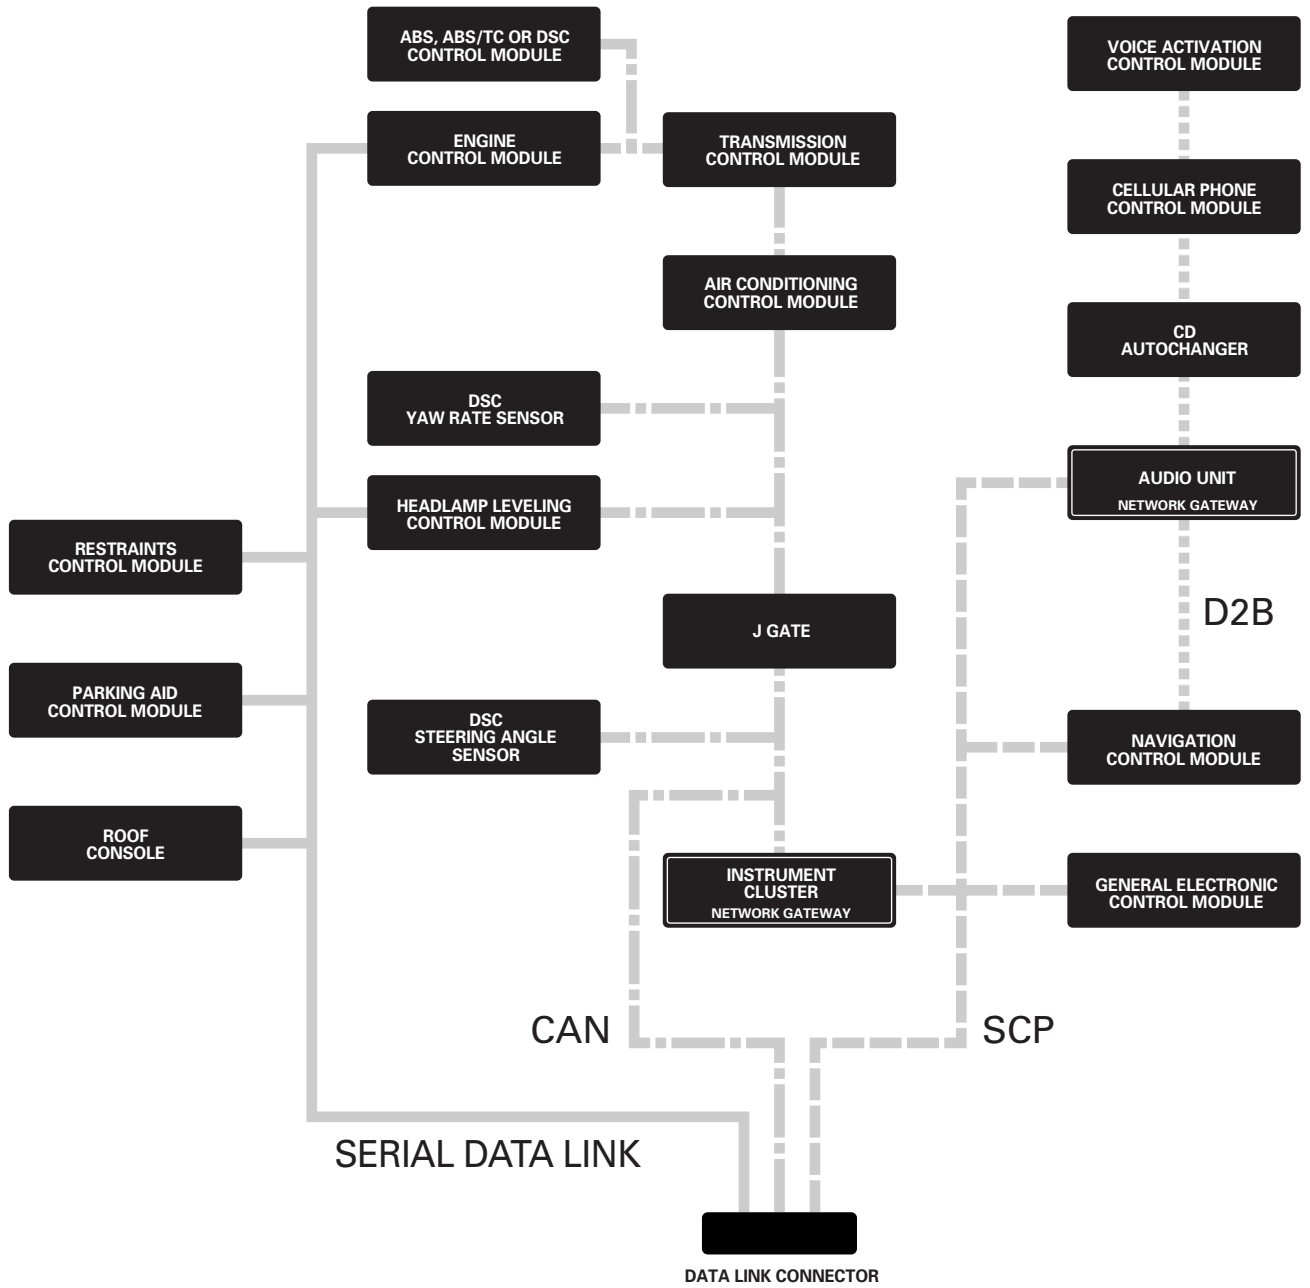 ABS, ABS/TC OR DSC
CONTROL MODULE
VOICE ACTIVATION
CONTROL MODULE
ENGINE
CONTROL MODULE
TRANSMISSION
CONTROL MODULE
CELLULAR PHONE
CONTROL MODULE
AIR CONDITIONING
CONTROL MODULE
CD
AUTOCHANGER
DSC
YAW RATE SENSOR
AUDIO UNIT
NETWORK GATEWAY
HEADLAMP LEVELING
CONTROL MODULE
RESTRAINTS
CONTROL MODULE
J GATE
D2B
PARKING AID
CONTROL MODULE
DSC
STEERING ANGLE
SENSOR
NAVIGATION
CONTROL MODULE
ROOF
CONSOLE
INSTRUMENT
CLUSTER
NETWORK GATEWAY
GENERAL ELECTRONIC
CONTROL MODULE
CAN
SCP
SERIAL DATA LINK
DATA LINK CONNECTOR